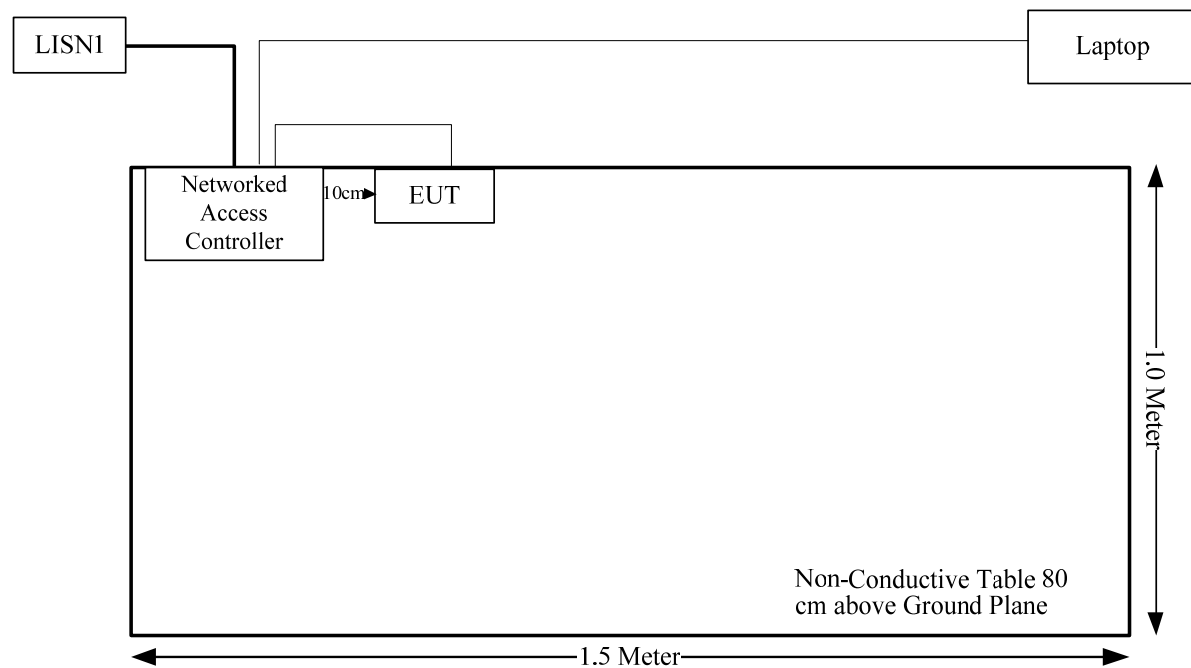 LISN1
Laptop
Networked
Access
Controller
10cm
EUT
1.0 Meter
Non-Conductive Table 80
cm above Ground Plane
1.5 Meter